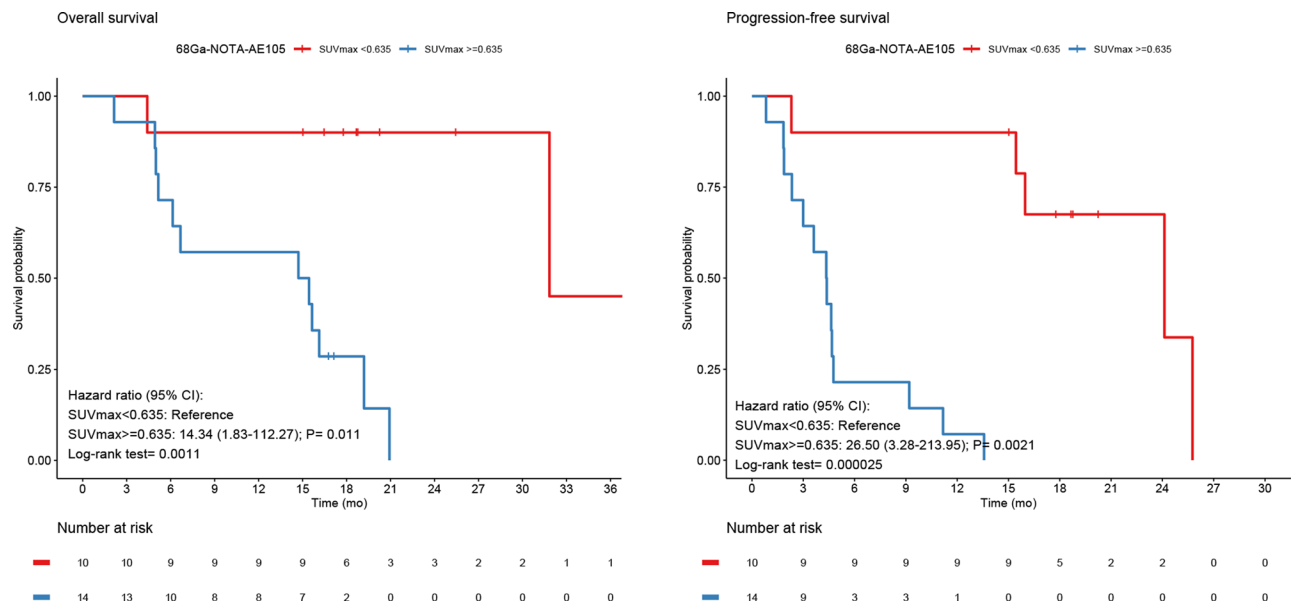 Overall survival
68Ga-NOTA-AE105 SUVmax <0.635 SUVmax >=0.635
1.00
0.75
0.50
0.25
0.00
Survival probability
Hazard ratio (95% CI):
SUVmax<0.635: Reference
SUVmax>=0.635: 14.34 (1.83-112.27); P= 0.011
Log-rank test= 0.0011
0 3 6 9 12 15 18 21 24 27 30 33 36
Time (mo)
Number at risk
10 10 9 9 9 9 6 3 3 2 2 1 1
14 13 10 8 8 7 2 0 0 0 0 0 0
Progression-free survival
68Ga-NOTA-AE105 SUVmax <0.635 SUVmax >=0.635
1.00
0.75
0.50
0.25
0.00
Survival probability
Hazard ratio (95% CI):
SUVmax<0.635: Reference
SUVmax>=0.635: 26.50 (3.28-213.95); P= 0.0021
Log-rank test= 0.000025
0 3 6 9 12 15 18 21 24 27 30
Time (mo)
Number at risk
10 9 9 9 9 9 5 2 2 0 0
14 9 3 3 1 0 0 0 0 0 0